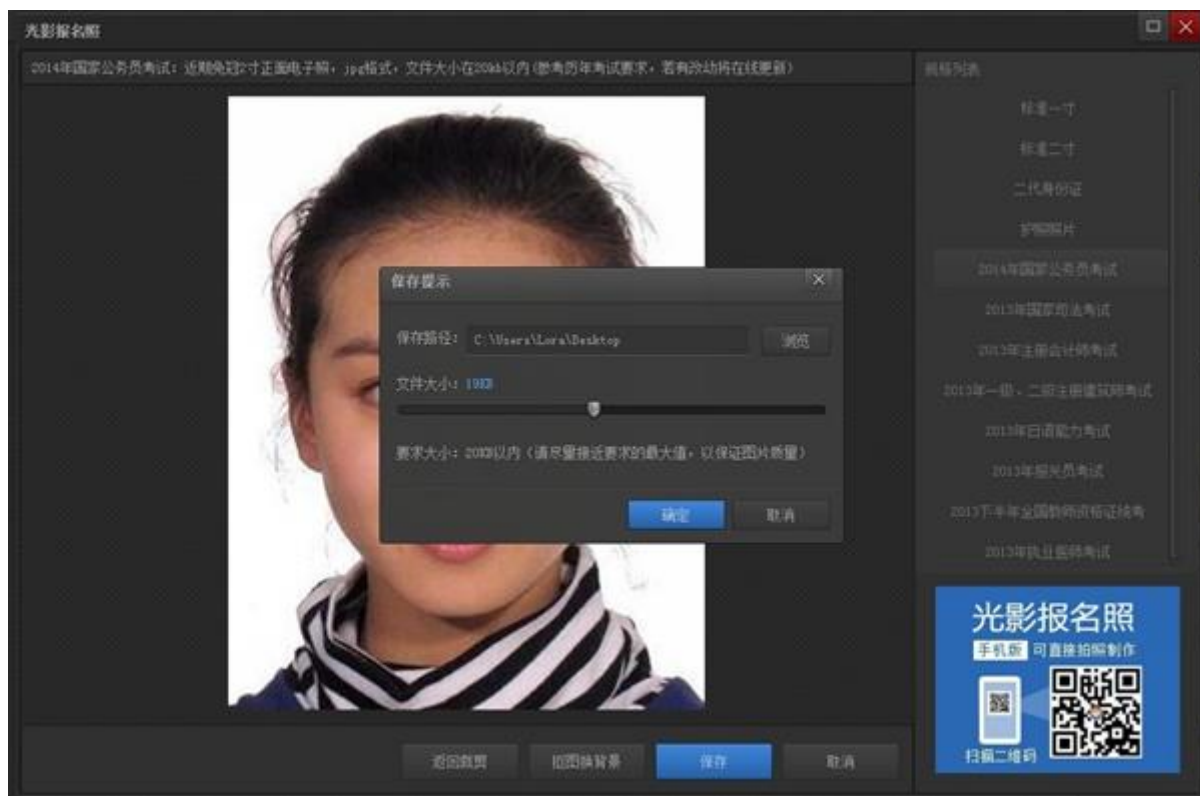 光影报名照
2014年国家公务员考试：近期免冠2寸正面电子照，jpg格式，文件大小在20kb以内(参考历年考试要求，若有改动将在线更新)
规格列表
标准一寸
标准二寸
二代身份证
护照照片
2014年国家公务员考试
2013年国家司法考试
2013年注册会计师考试
2013年一级、二级注册建筑师考试
2013年日语能力考试
2013年报关员考试
2013下半年全国教师资格证统考
2013年执业医师考试
保存提示
保存路径：C:\Users\Lora\Desktop 浏览
文件大小：19KB
要求大小：20KB以内（请尽量接近要求的最大值，以保证图片质量）
确定 取消
返回裁剪 抠图换背景 保存 取消
光影报名照
手机版 可直接拍照制作
扫描二维码